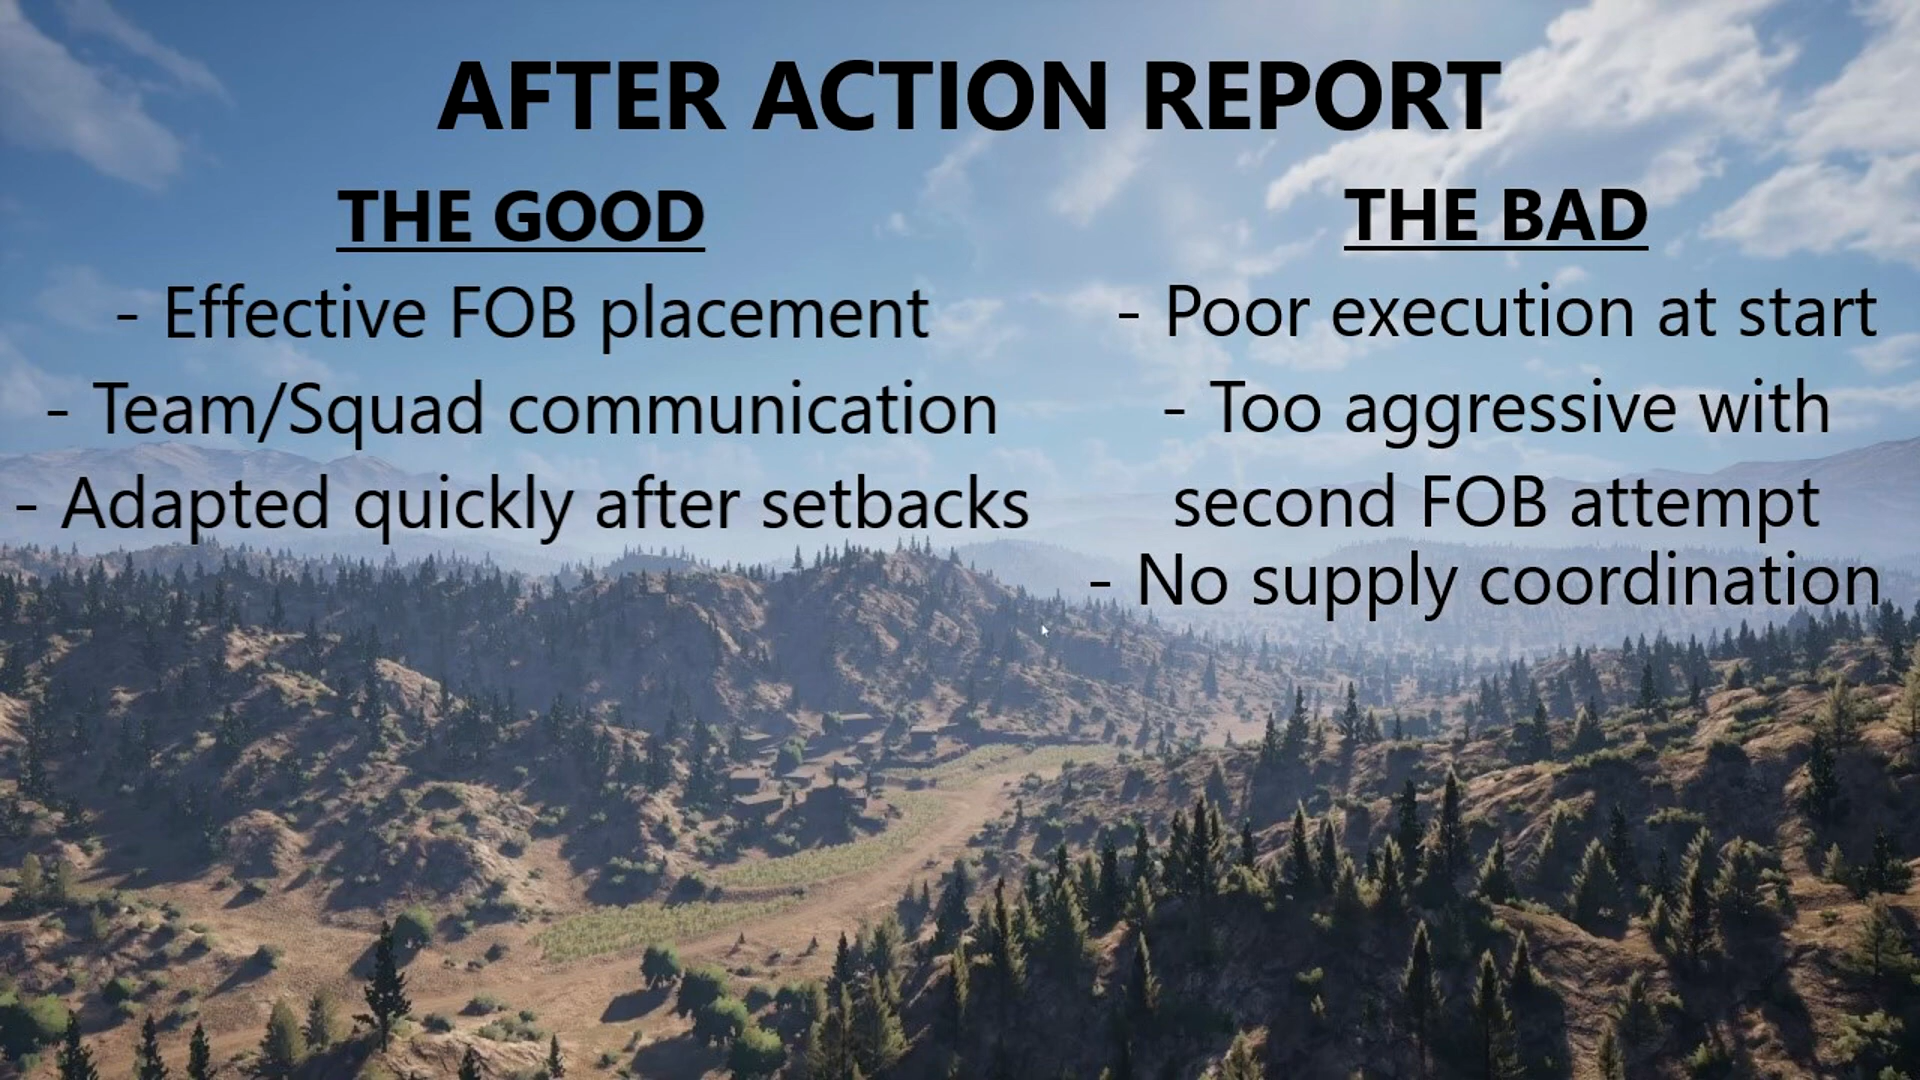 AFTER ACTION REPORT
THE GOOD
- Effective FOB placement
- Team/Squad communication
- Adapted quickly after setbacks
THE BAD
- Poor execution at start
- Too aggressive with
second FOB attempt
- No supply coordination